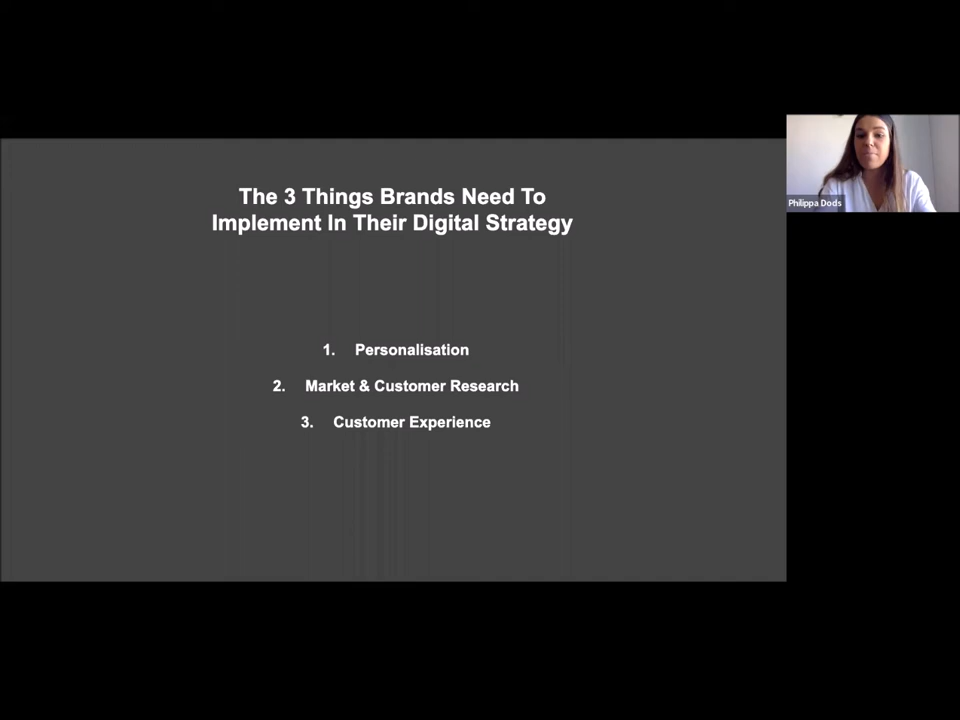 The 3 Things Brands Need To
Implement In Their Digital Strategy
1. Personalisation
2. Market & Customer Research
3. Customer Experience
Philippa Dods